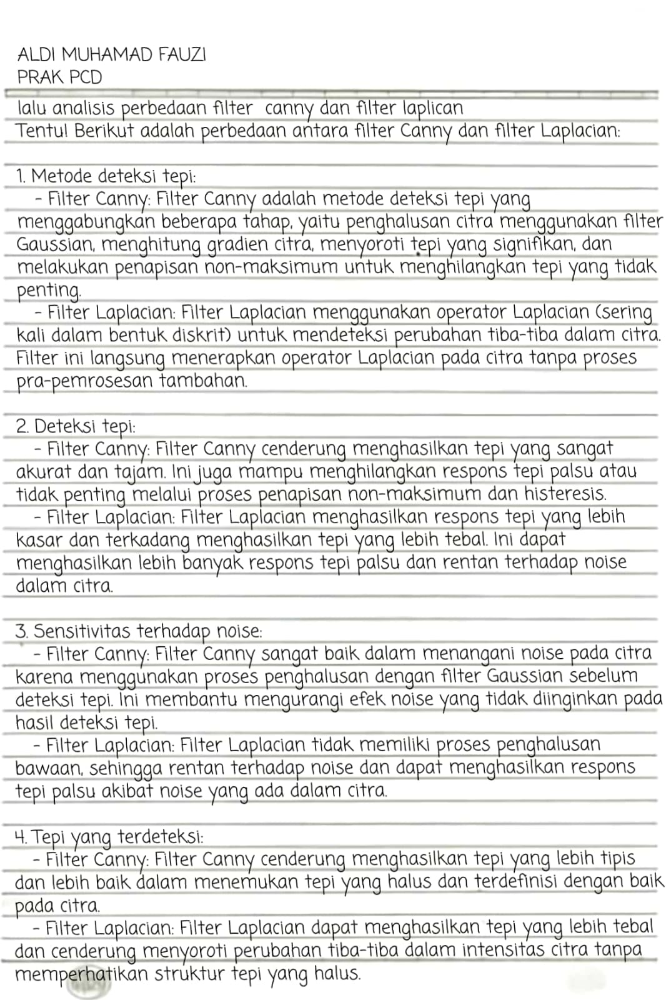 ALDI MUHAMAD FAUZI
PRAK PCD
lalu analisis perbedaan filter canny dan filter laplican
Tentu! Berikut adalah perbedaan antara filter Canny dan filter Laplacian:
1. Metode deteksi tepi:
- Filter Canny: Filter Canny adalah metode deteksi tepi yang
menggabungkan beberapa tahap, yaitu penghalusan citra menggunakan filter
Gaussian, menghitung gradien citra, menyoroti tepi yang signifikan, dan
melakukan penapisan non-maksimum untuk menghilangkan tepi yang tidak
penting.
- Filter Laplacian: Filter Laplacian menggunakan operator Laplacian (sering
kali dalam bentuk diskrit) untuk mendeteksi perubahan tiba-tiba dalam citra.
Filter ini langsung menerapkan operator Laplacian pada citra tanpa proses
pra-pemrosesan tambahan.
2. Deteksi tepi:
- Filter Canny: Filter Canny cenderung menghasilkan tepi yang sangat
akurat dan tajam. Ini juga mampu menghilangkan respons tepi palsu atau
tidak penting melalui proses penapisan non-maksimum dan histeresis.
- Filter Laplacian: Filter Laplacian menghasilkan respons tepi yang lebih
kasar dan terkadang menghasilkan tepi yang lebih tebal. Ini dapat
menghasilkan lebih banyak respons tepi palsu dan rentan terhadap noise
dalam citra.
3. Sensitivitas terhadap noise:
- Filter Canny: Filter Canny sangat baik dalam menangani noise pada citra
karena menggunakan proses penghalusan dengan filter Gaussian sebelum
deteksi tepi. Ini membantu mengurangi efek noise yang tidak diinginkan pada
hasil deteksi tepi.
- Filter Laplacian: Filter Laplacian tidak memiliki proses penghalusan
bawaan, sehingga rentan terhadap noise dan dapat menghasilkan respons
tepi palsu akibat noise yang ada dalam citra.
4. Tepi yang terdeteksi:
- Filter Canny: Filter Canny cenderung menghasilkan tepi yang lebih tipis
dan lebih baik dalam menemukan tepi yang halus dan terdefinisi dengan baik
pada citra.
- Filter Laplacian: Filter Laplacian dapat menghasilkan tepi yang lebih tebal
dan cenderung menyoroti perubahan tiba-tiba dalam intensitas citra tanpa
memperhatikan struktur tepi yang halus.